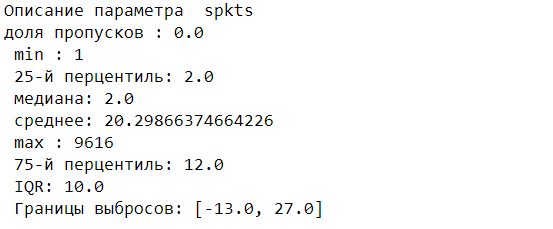 Описание параметра  spkts
доля пропусков : 0.0
 min : 1
 25-й перцентиль: 2.0
 медиана: 2.0
 среднее: 20.29866374664226
 max : 9616
 75-й перцентиль: 12.0
 IQR: 10.0
 Границы выбросов: [-13.0, 27.0]